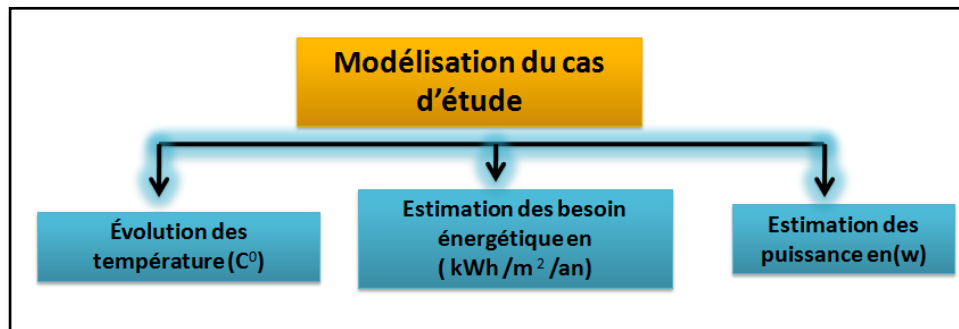 Modélisation du cas
d'étude
Évolution des
température (C⁰)
Estimation des besoin
énergétique en
( kWh /m ² /an)
Estimation des
puissance en(w)